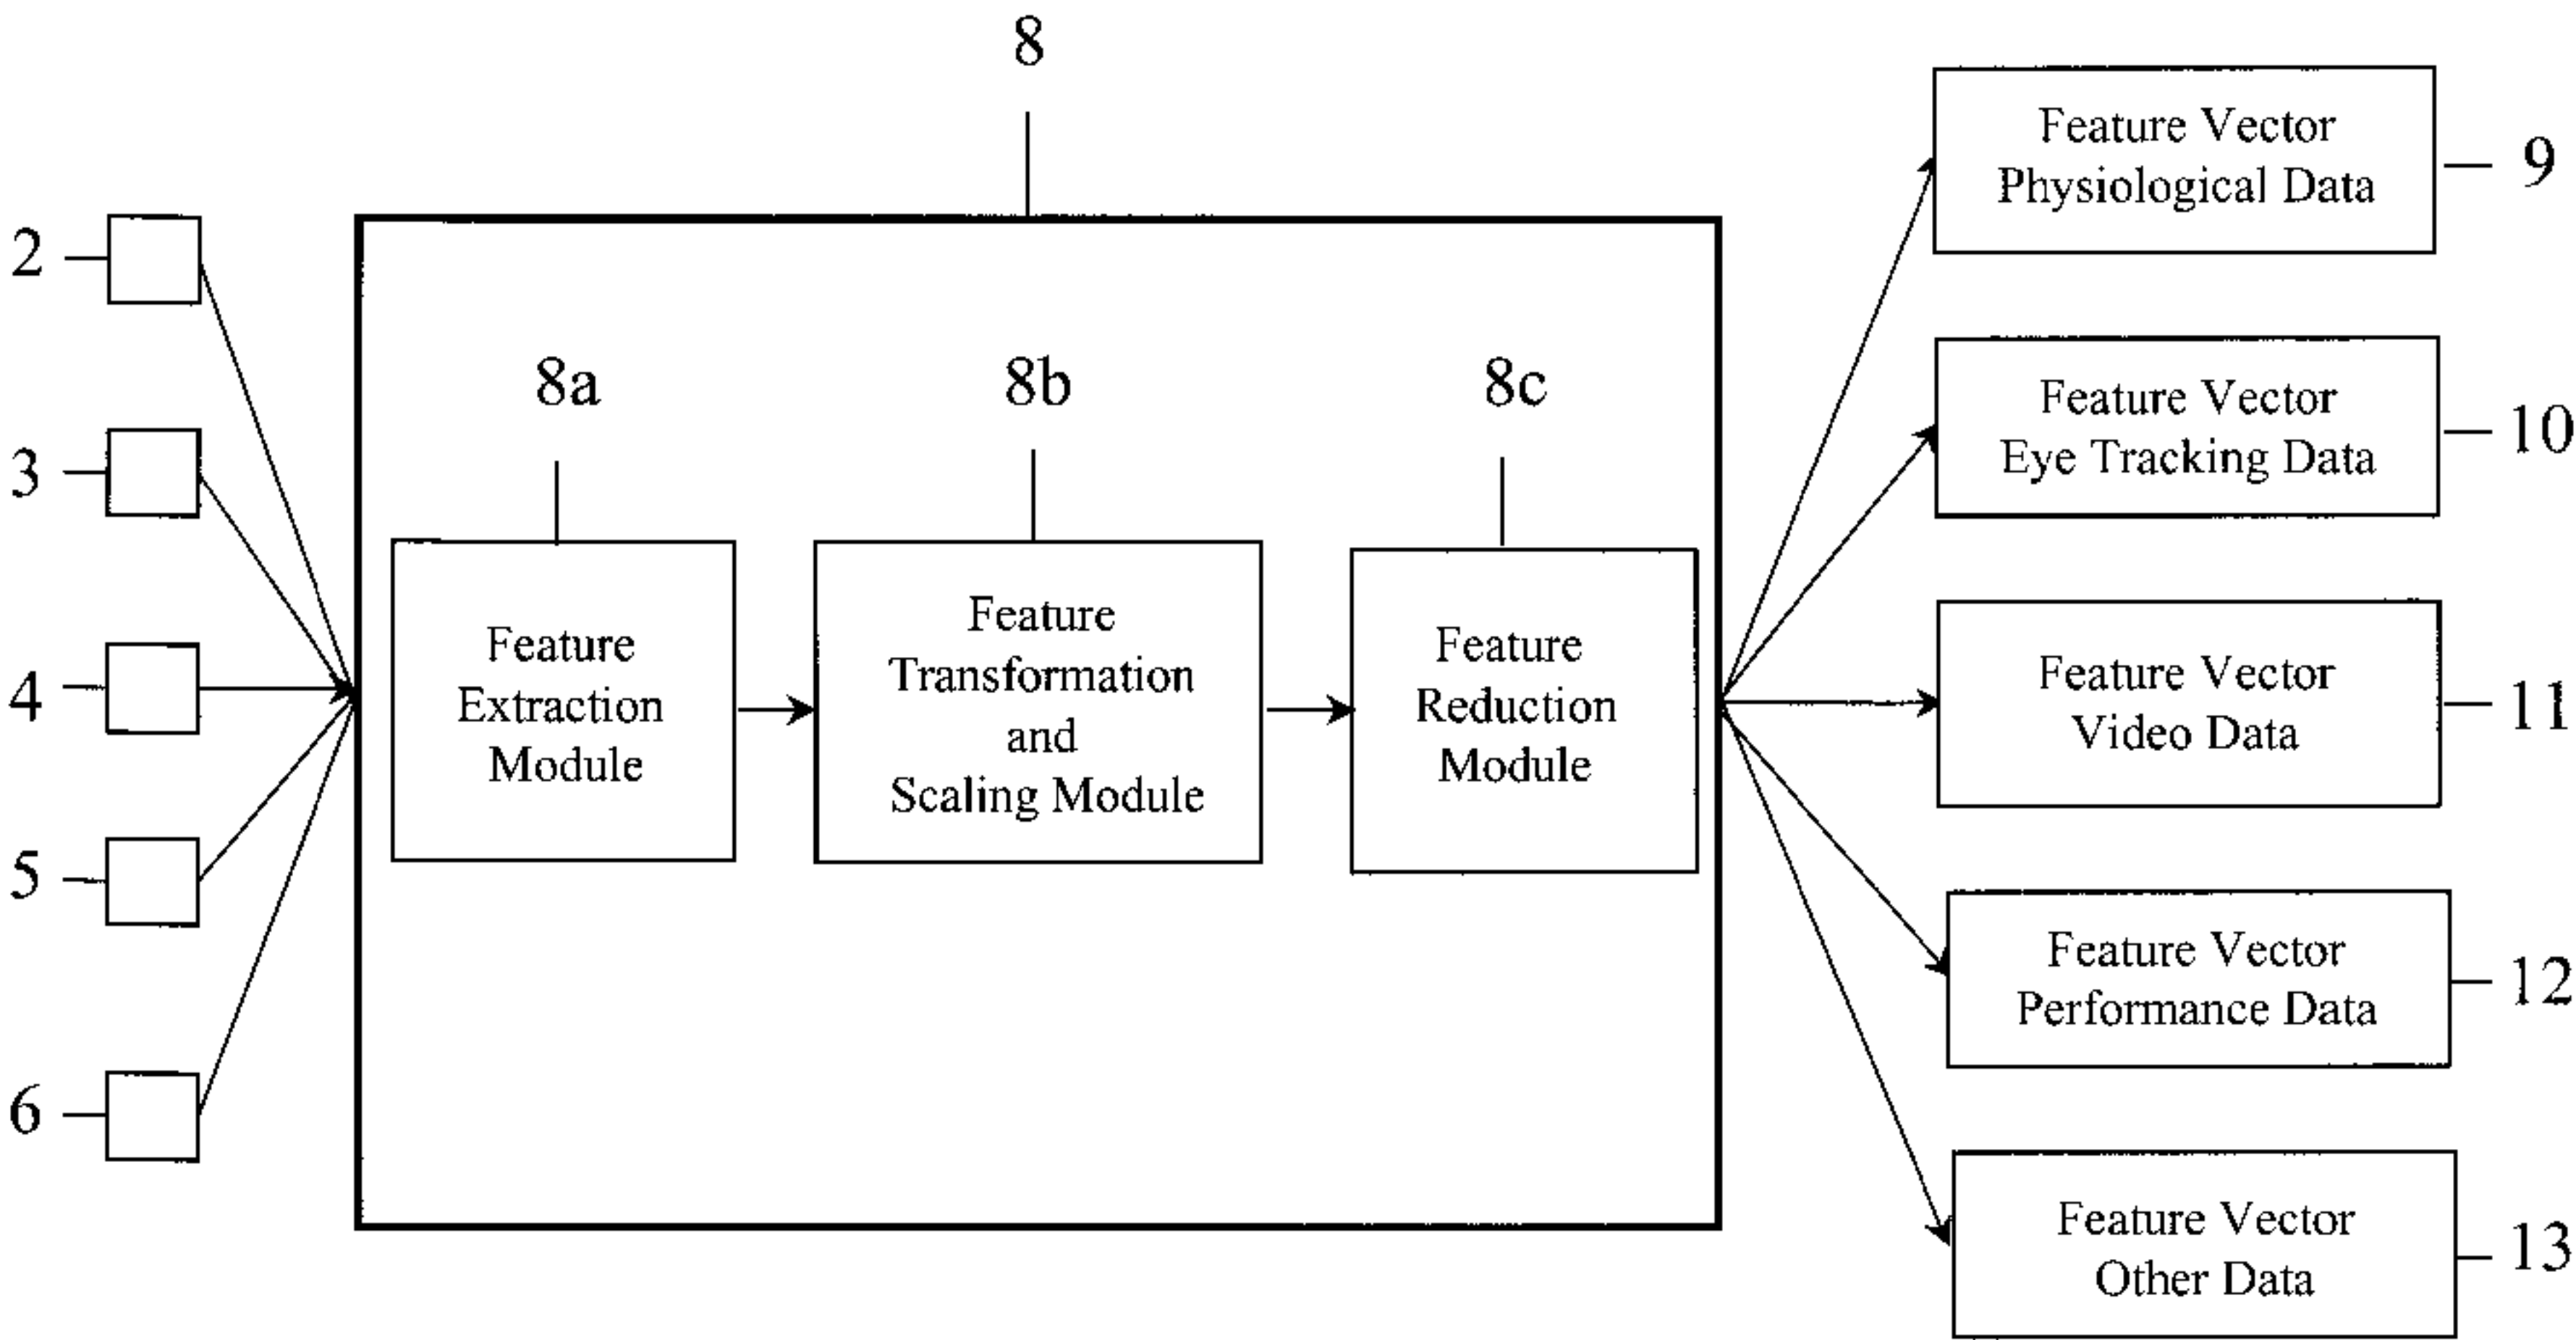 8
2
3
4
5
6
8a
8b
8c
Feature
Extraction
Module
Feature
Transformation
and
Scaling Module
Feature
Reduction
Module
Feature Vector
Physiological Data
9
Feature Vector
Eye Tracking Data
10
Feature Vector
Video Data
11
Feature Vector
Performance Data
12
Feature Vector
Other Data
13